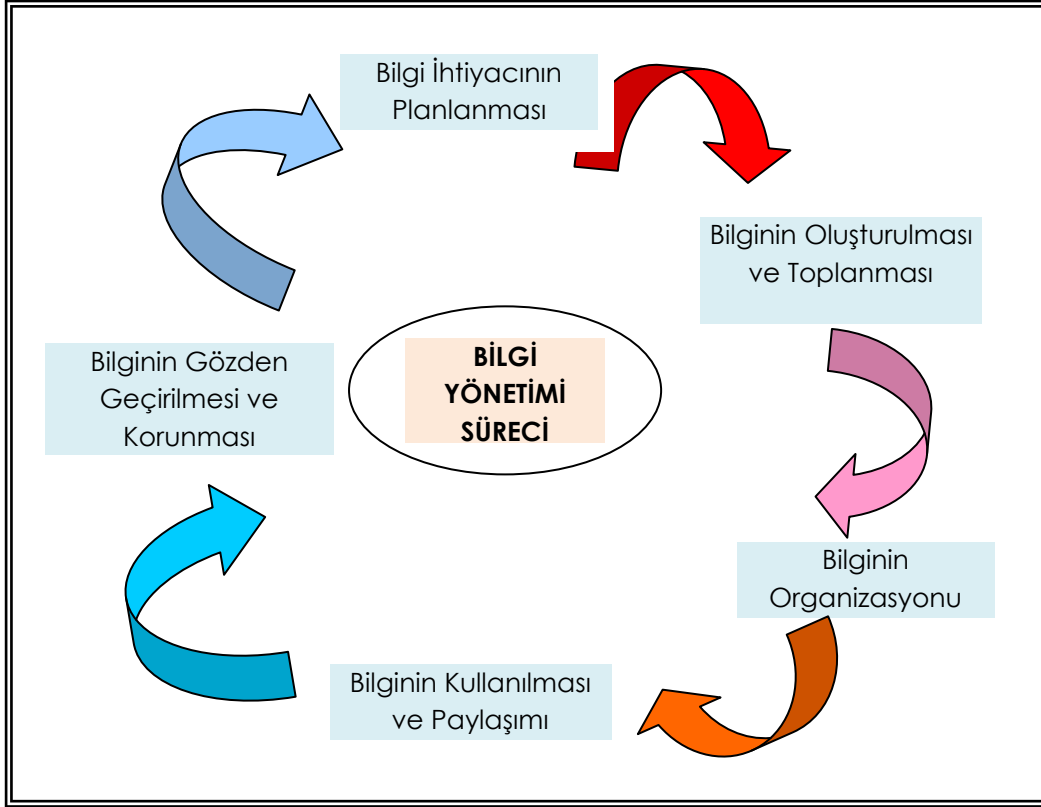 Bilgi İhtiyacının
Planlanması
Bilginin Oluşturulması
ve Toplanması
Bilginin Gözden
Geçirilmesi ve
Korunması
BİLGİ
YÖNETİMİ
SÜRECİ
Bilginin
Organizasyonu
Bilginin Kullanılması
ve Paylaşımı